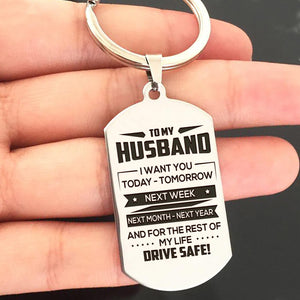 TO MY
HUSBAND
I WANT YOU
TODAY - TOMORROW
NEXT WEEK
NEXT MONTH - NEXT YEAR
AND FOR THE REST OF
MY LIFE
DRIVE SAFE!